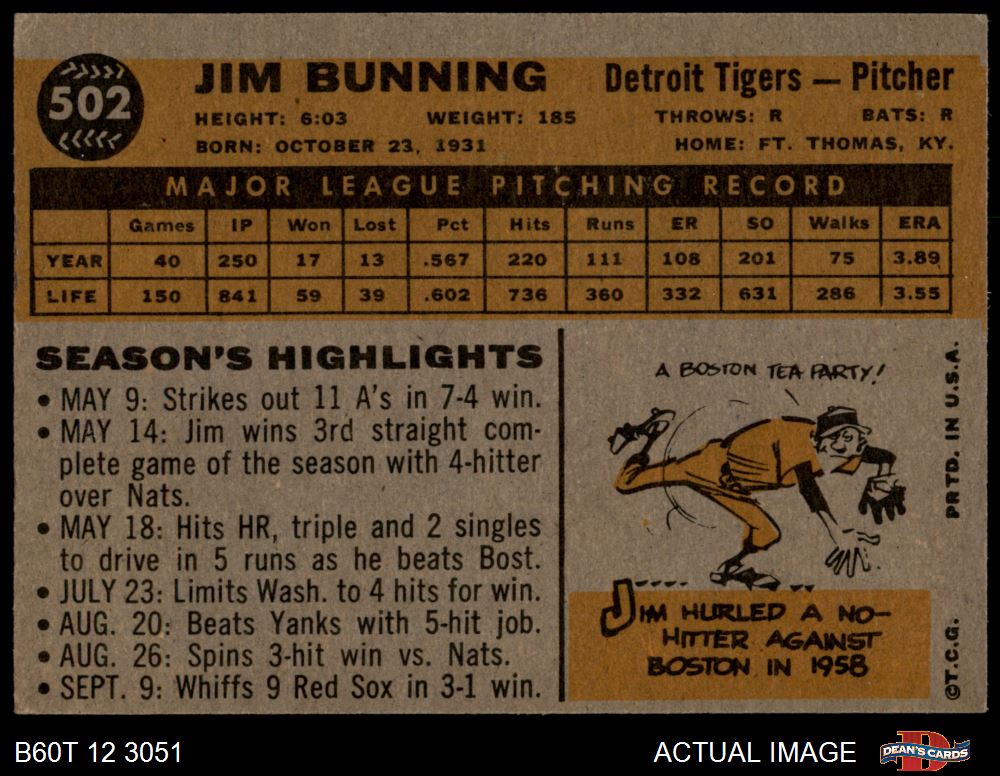 502
JIM BUNNING
Detroit Tigers — Pitcher
HEIGHT: 6:03 WEIGHT: 185 THROWS: R BATS: R
BORN: OCTOBER 23, 1931 HOME: FT. THOMAS, KY.
MAJOR LEAGUE PITCHING RECORD
Games IP Won Lost Pct Hits Runs ER SO Walks ERA
YEAR 40 250 17 13 .567 220 111 108 201 75 3.89
LIFE 150 841 59 39 .602 736 360 332 631 286 3.55
SEASON'S HIGHLIGHTS
• MAY 9: Strikes out 11 A's in 7-4 win.
• MAY 14: Jim wins 3rd straight com-
plete game of the season with 4-hitter
over Nats.
• MAY 18: Hits HR, triple and 2 singles
to drive in 5 runs as he beats Bost.
• JULY 23: Limits Wash. to 4 hits for win.
• AUG. 20: Beats Yanks with 5-hit job.
• AUG. 26: Spins 3-hit win vs. Nats.
• SEPT. 9: Whiffs 9 Red Sox in 3-1 win.
A BOSTON TEA PARTY!
JIM HURLED A NO-
HITTER AGAINST
BOSTON IN 1958
©T.C.G. PRTD. IN U.S.A.
B60T 12 3051
ACTUAL IMAGE
DEAN'S CARDS